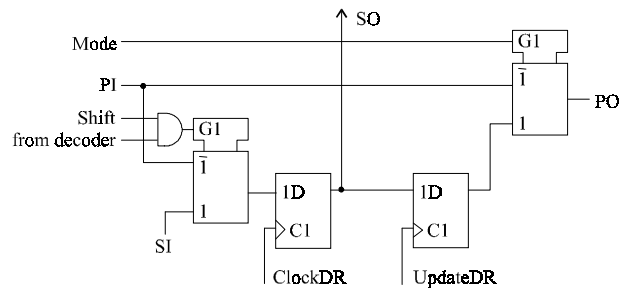 SO
Mode
G1
PI
1̅
PO
Shift
G1
from decoder
1
1̅
1D
1D
1
C1
C1
SI
ClockDR
UpdateDR